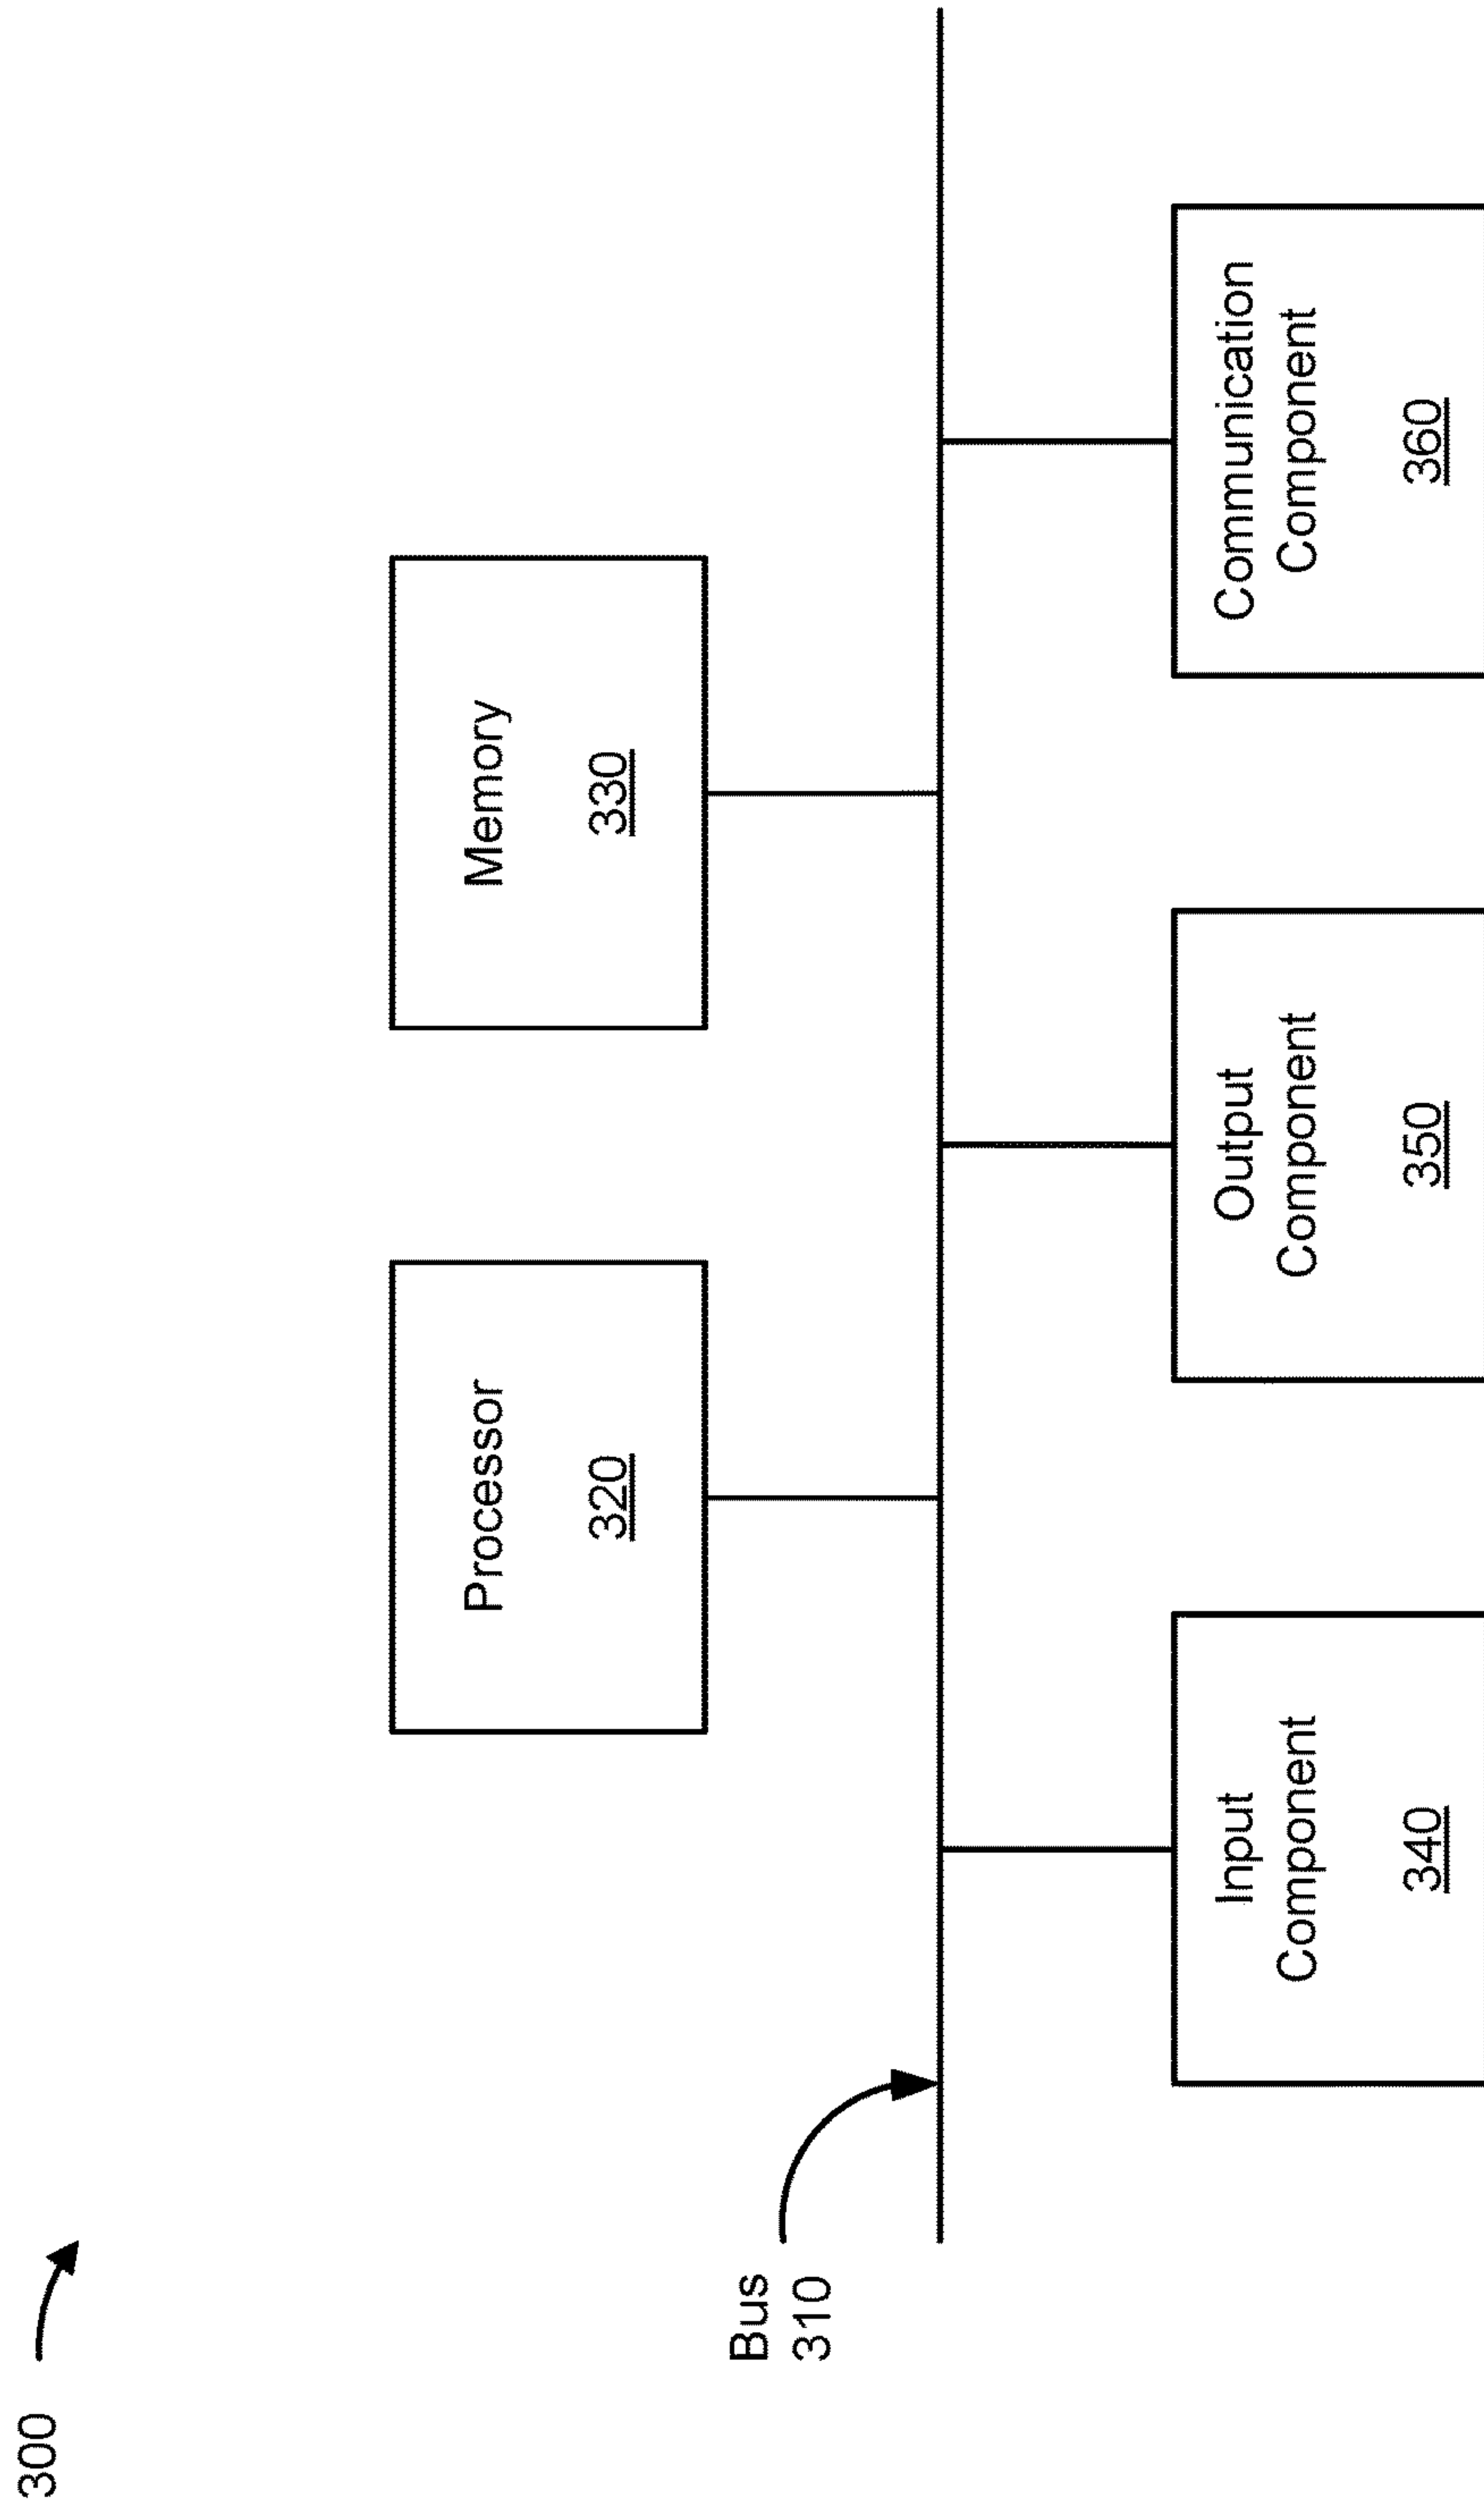 300
Processor
320
Memory
330
Bus
310
Input
Component
340
Output
Component
350
Communication
Component
360